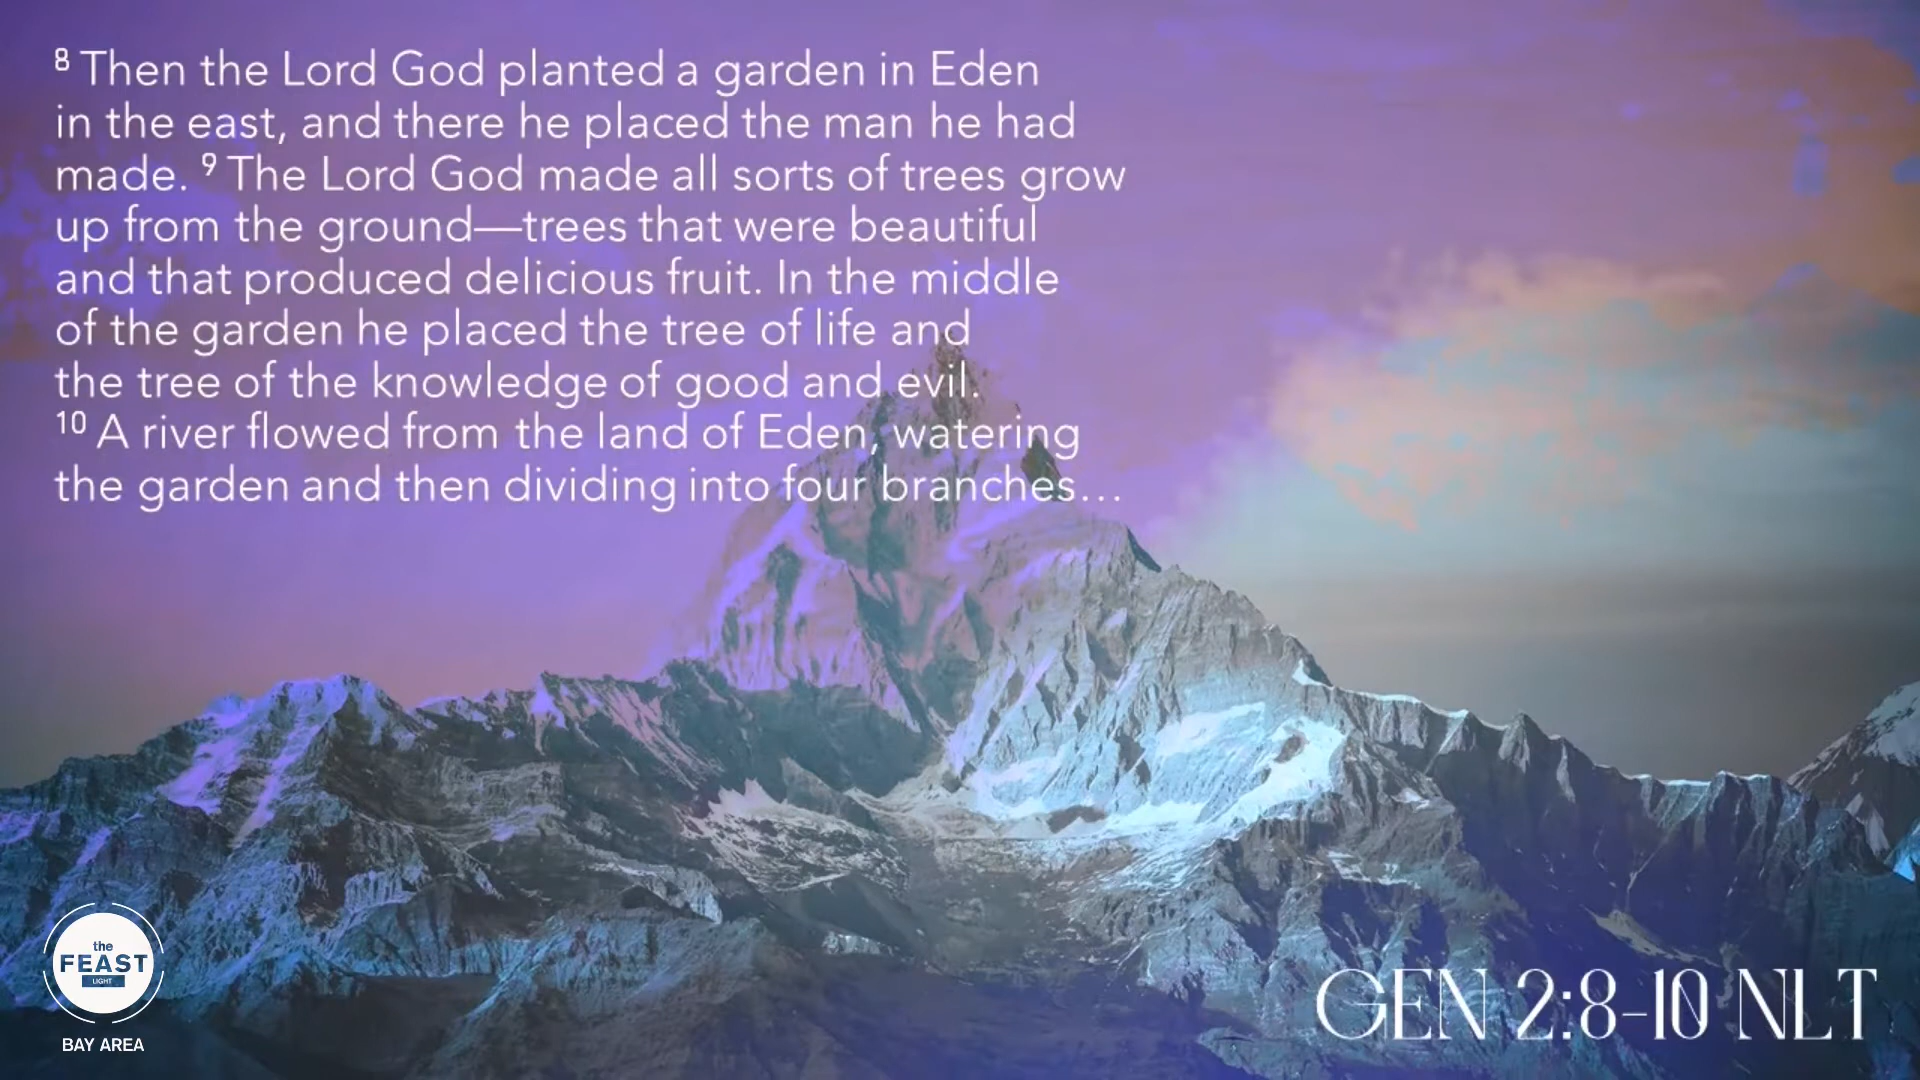 8 Then the Lord God planted a garden in Eden
in the east, and there he placed the man he had
made. 9 The Lord God made all sorts of trees grow
up from the ground—trees that were beautiful
and that produced delicious fruit. In the middle
of the garden he placed the tree of life and
the tree of the knowledge of good and evil.
10 A river flowed from the land of Eden, watering
the garden and then dividing into four branches...
the
FEAST
LIGHT
BAY AREA
GEN 2:8-10 NLT